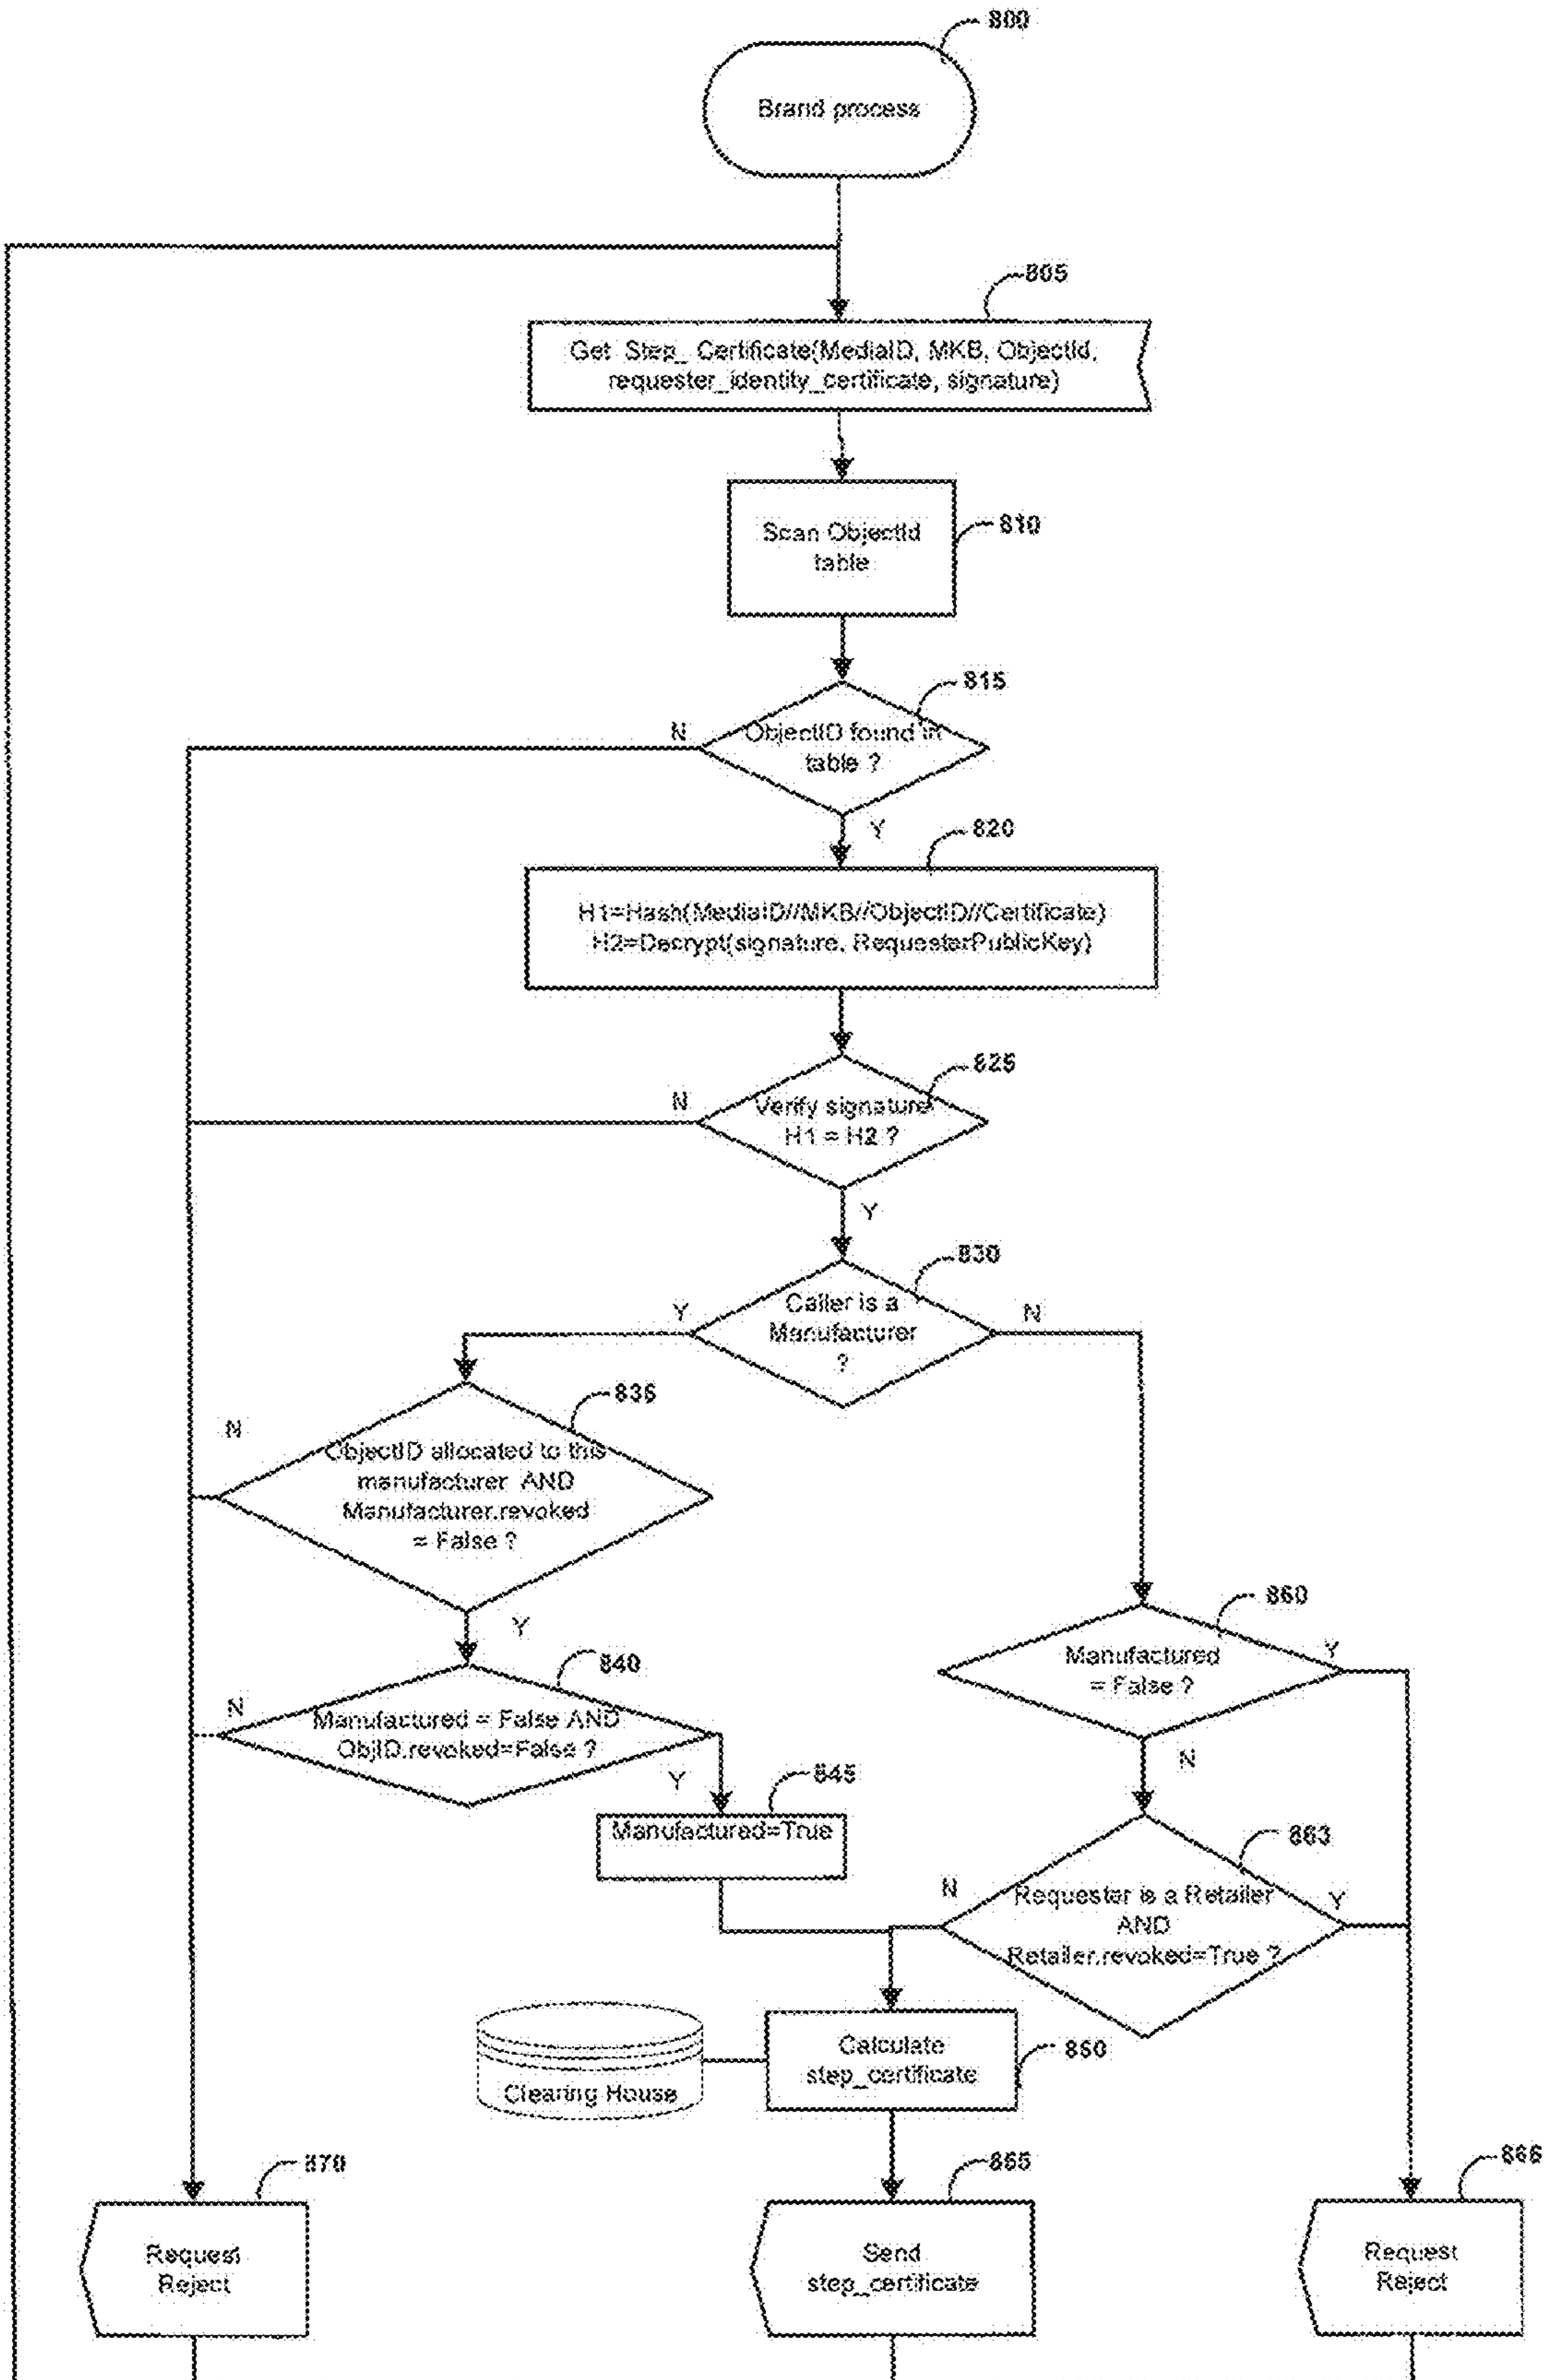 800
Brand process
805
Get_Step_Certificate(MediaID, MKB, ObjectId,
requester_identity_certificate, signature)
Scan ObjectId
table
810
815
N
ObjectID found in
table ?
Y
820
H1=Hash(MediaID//MKB//ObjectID//Certificate)
H2=Decrypt(signature, RequesterPublicKey)
825
N
Verify signature
H1 = H2 ?
Y
830
Y
Caller is a
Manufacturer
?
N
835
N
ObjectID allocated to this
manufacturer AND
Manufacturer.revoked
= False ?
Y
860
Manufactured
= False ?
Y
N
840
N
Manufactured = False AND
ObjID.revoked=False ?
Y
845
Manufactured=True
863
N
Requester is a Retailer
AND
Retailer.revoked=True ?
Y
Clearing House
Calculate
step_certificate
850
870
Request
Reject
865
Send
step_certificate
866
Request
Reject